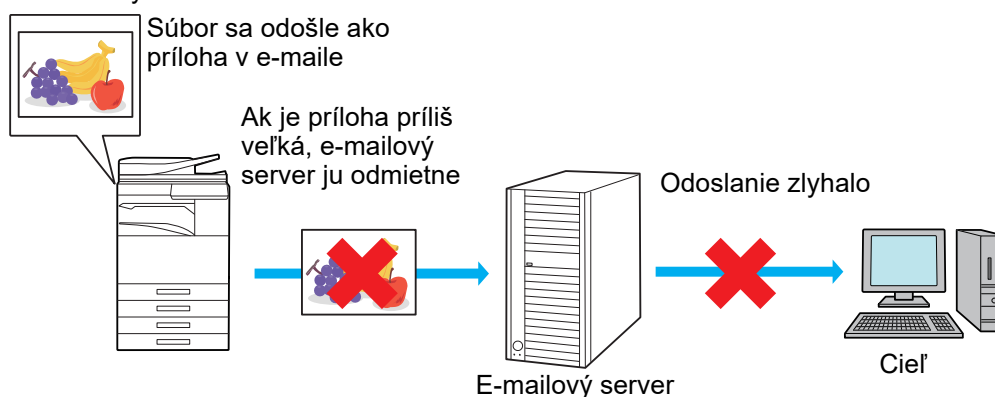 Súbor sa odošle ako
príloha v e-maile
Ak je príloha príliš
veľká, e-mailový
server ju odmietne
Odoslanie zlyhalo
E-mailový server
Cieľ